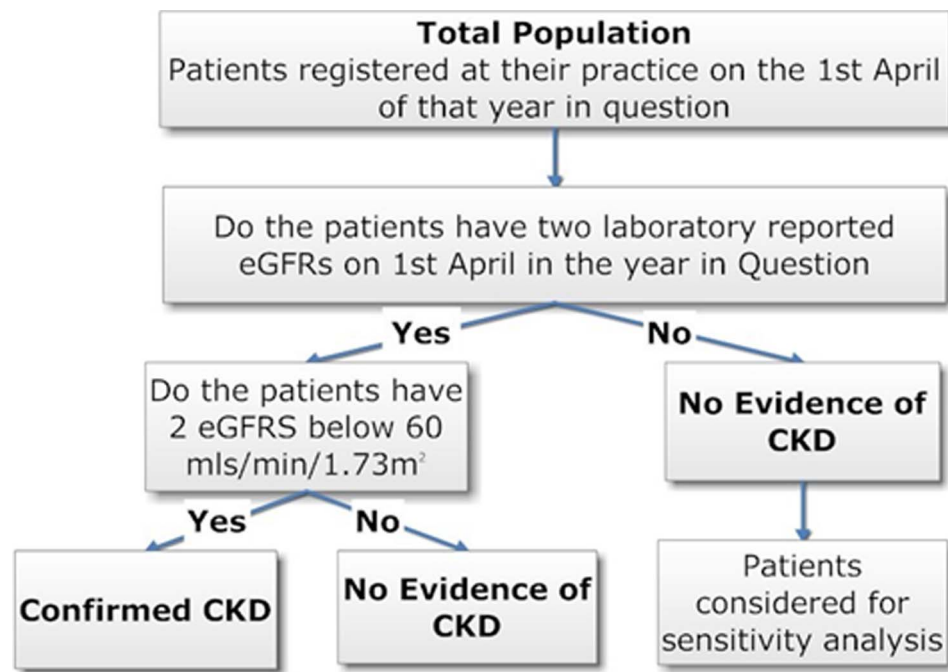 Total Population
Patients registered at their practice on the 1st April
of that year in question
Do the patients have two laboratory reported
eGFRs on 1st April in the year in Question
Yes
No
Do the patients have
2 eGFRS below 60
mls/min/1.73m²
No Evidence of
CKD
Yes
No
Confirmed CKD
No Evidence of
CKD
Patients
considered for
sensitivity analysis